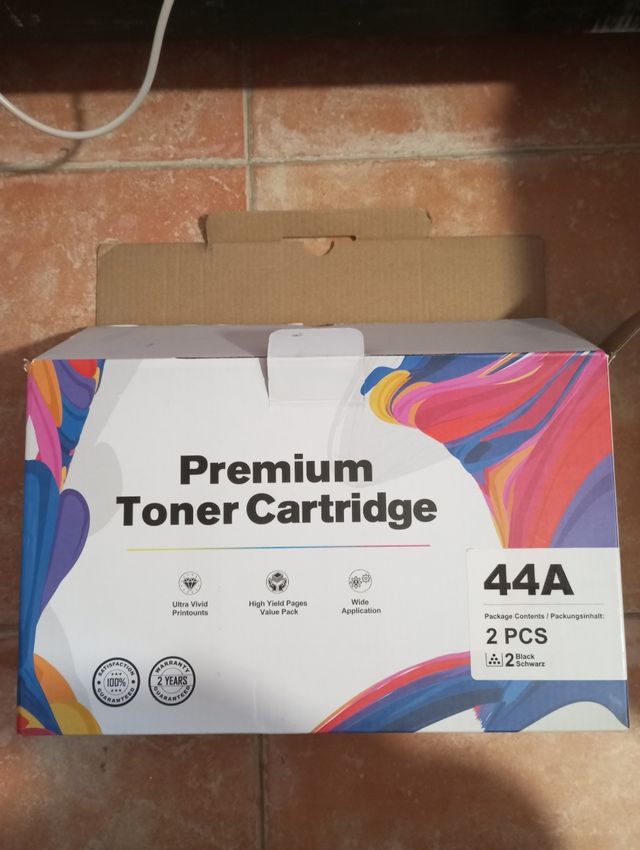 Premium
Toner Cartridge
Ultra Vivid
Printounts
High Yield Pages
Value Pack
Wide
Application
44A
Package Contents / Packungsinhalt:
2 PCS
2 Black
Schwarz
SATISFACTION
100%
GUARANTEED
WARRANTY
2 YEARS
GUARANTEED